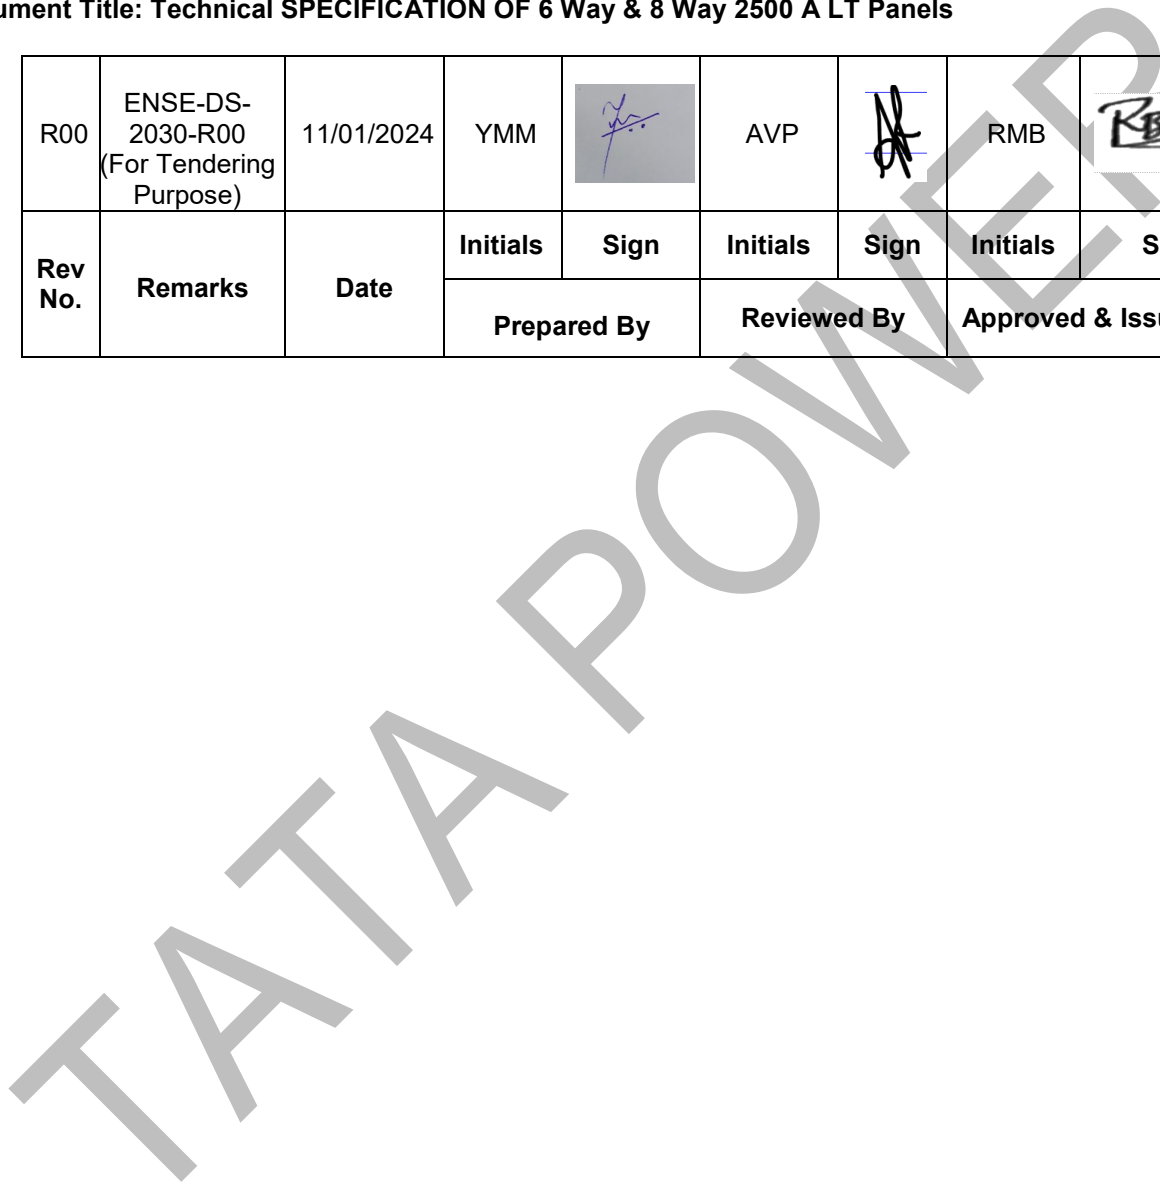 ument Title: Technical SPECIFICATION OF 6 Way & 8 Way 2500 A LT Panels
R00
ENSE-DS-
2030-R00
(For Tendering
Purpose)
11/01/2024
YMM
AVP
RMB
Rev
No.
Remarks
Date
Initials
Sign
Initials
Sign
Initials
S
Prepared By
Reviewed By
Approved & Issu
TATA POWER